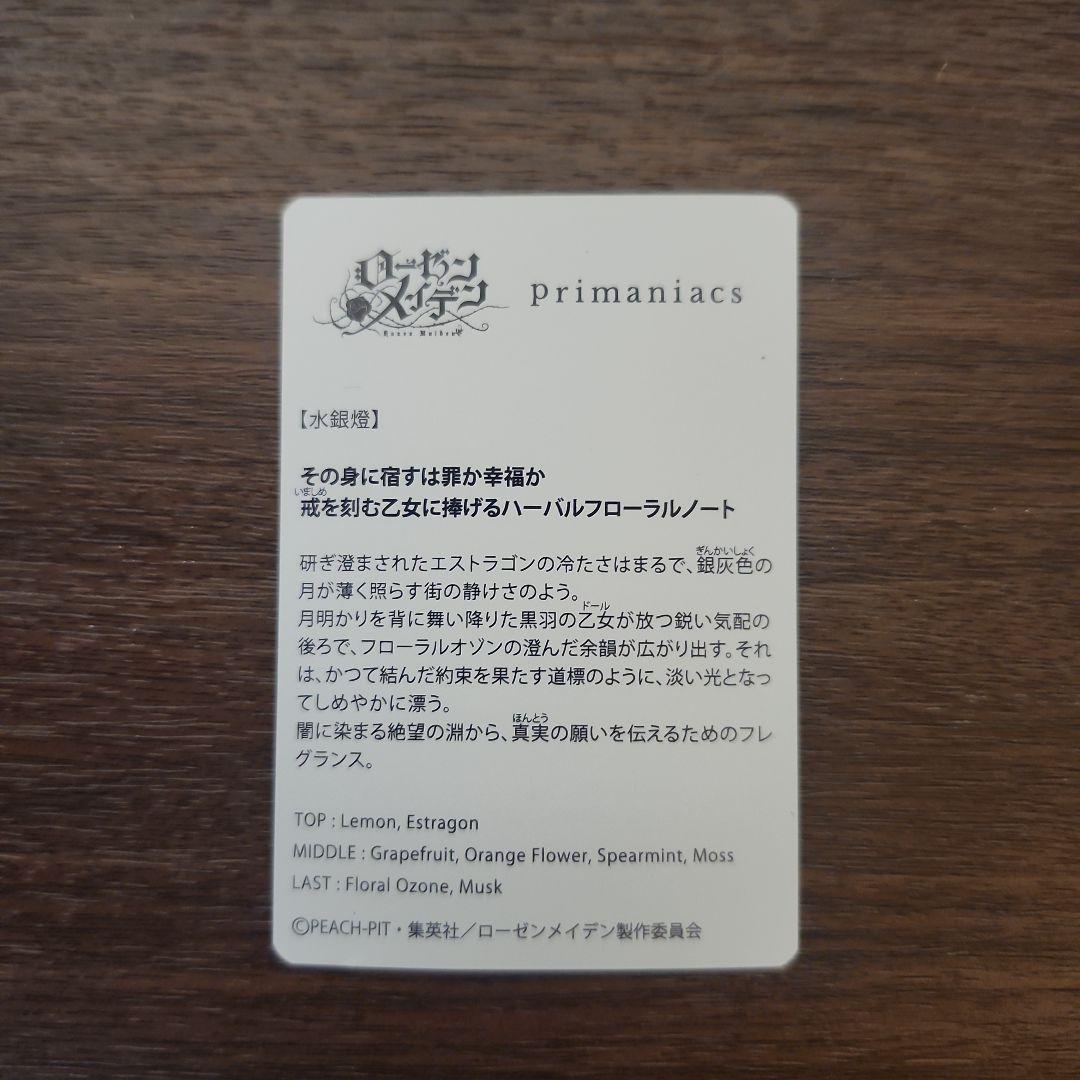 ローゼン
メイデン
Rozen Maiden
primaniacs
【水銀燈】
その身に宿すは罪か幸福か
いましめ
戒を刻む乙女に捧げるハーバルフローラルノート
ぎんかいしょく
研ぎ澄まされたエストラゴンの冷たさはまるで、銀灰色の
月が薄く照らす街の静けさのよう。
ドール
月明かりを背に舞い降りた黒羽の乙女が放つ鋭い気配の
後ろで、フローラルオゾンの澄んだ余韻が広がり出す。それ
は、かつて結んだ約束を果たす道標のように、淡い光となっ
てしめやかに漂う。
ほんとう
闇に染まる絶望の淵から、真実の願いを伝えるためのフレ
グランス。
TOP : Lemon, Estragon
MIDDLE : Grapefruit, Orange Flower, Spearmint, Moss
LAST : Floral Ozone, Musk
©PEACH-PIT・集英社／ローゼンメイデン製作委員会